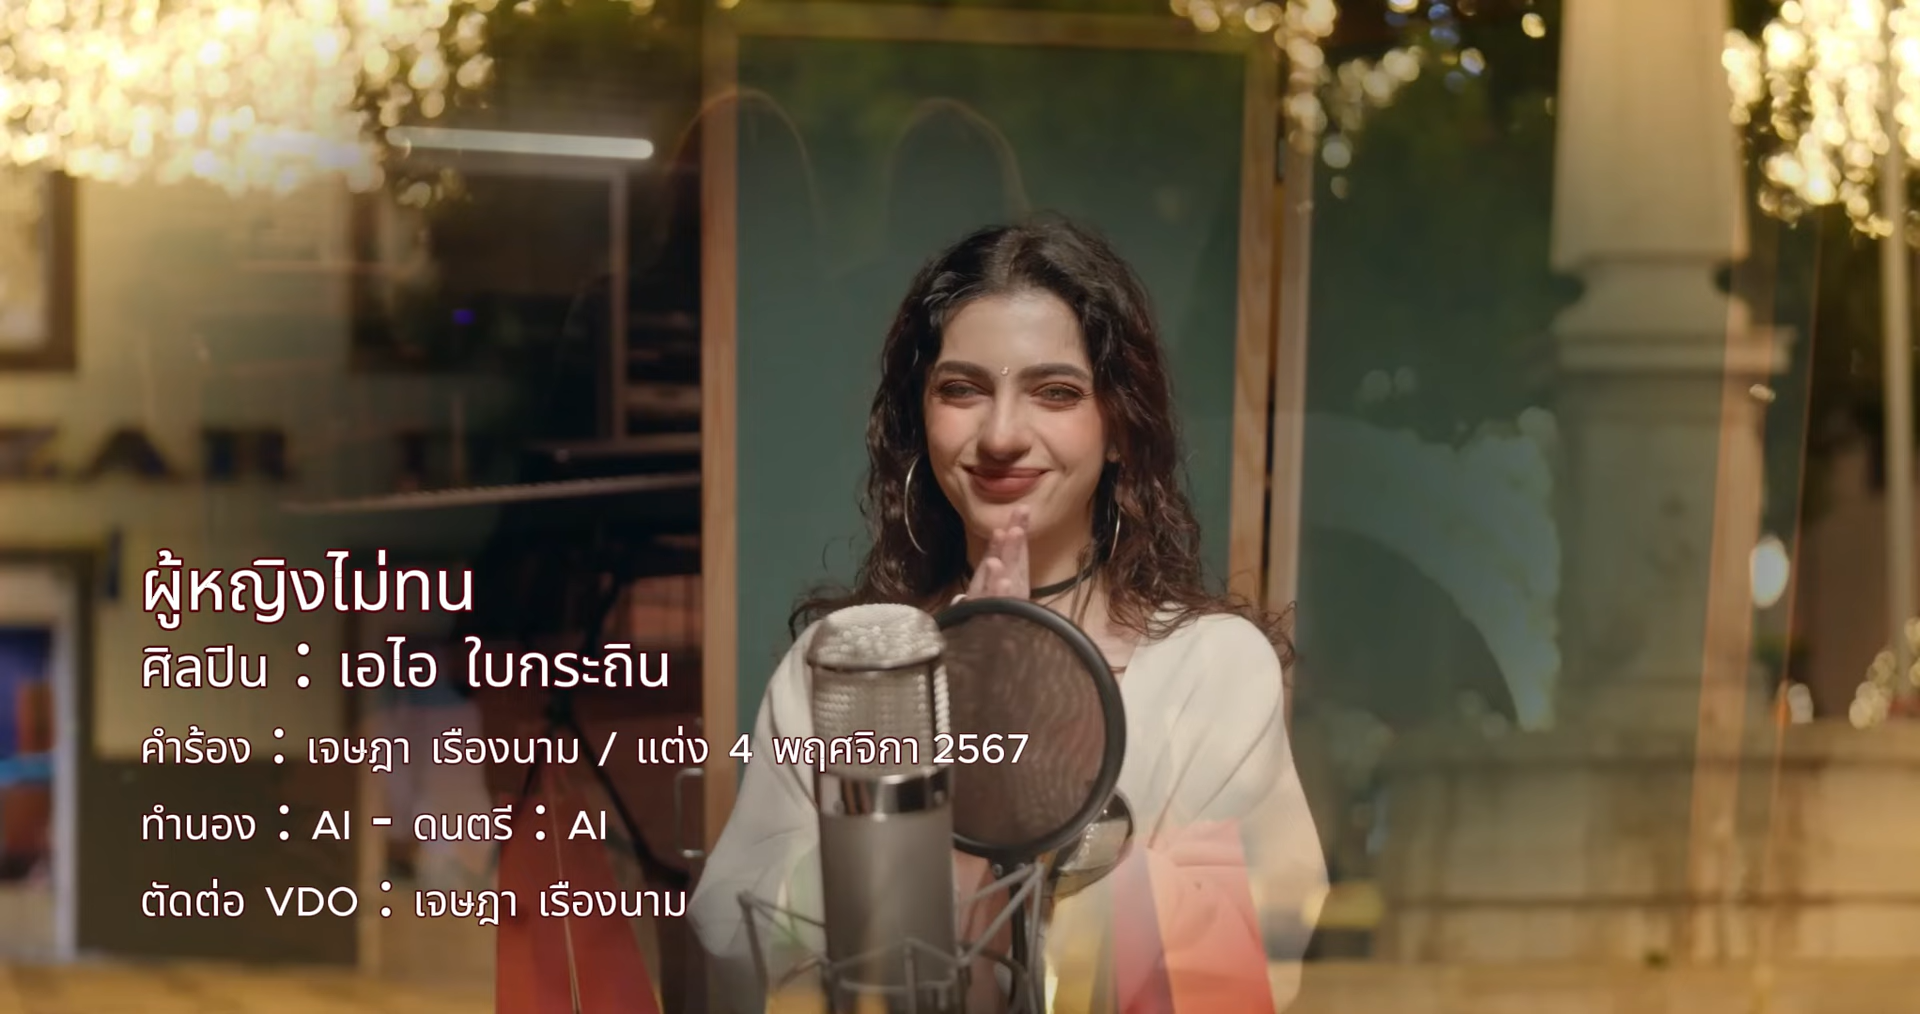 ผู้หญิงไม่ทน
ศิลปิน : เอไอ ใบกระถิน
คำร้อง : เจษฎา เรืองนาม / แต่ง 4 พฤศจิกา 2567
ทำนอง : AI - ดนตรี : AI
ตัดต่อ VDO : เจษฎา เรืองนาม